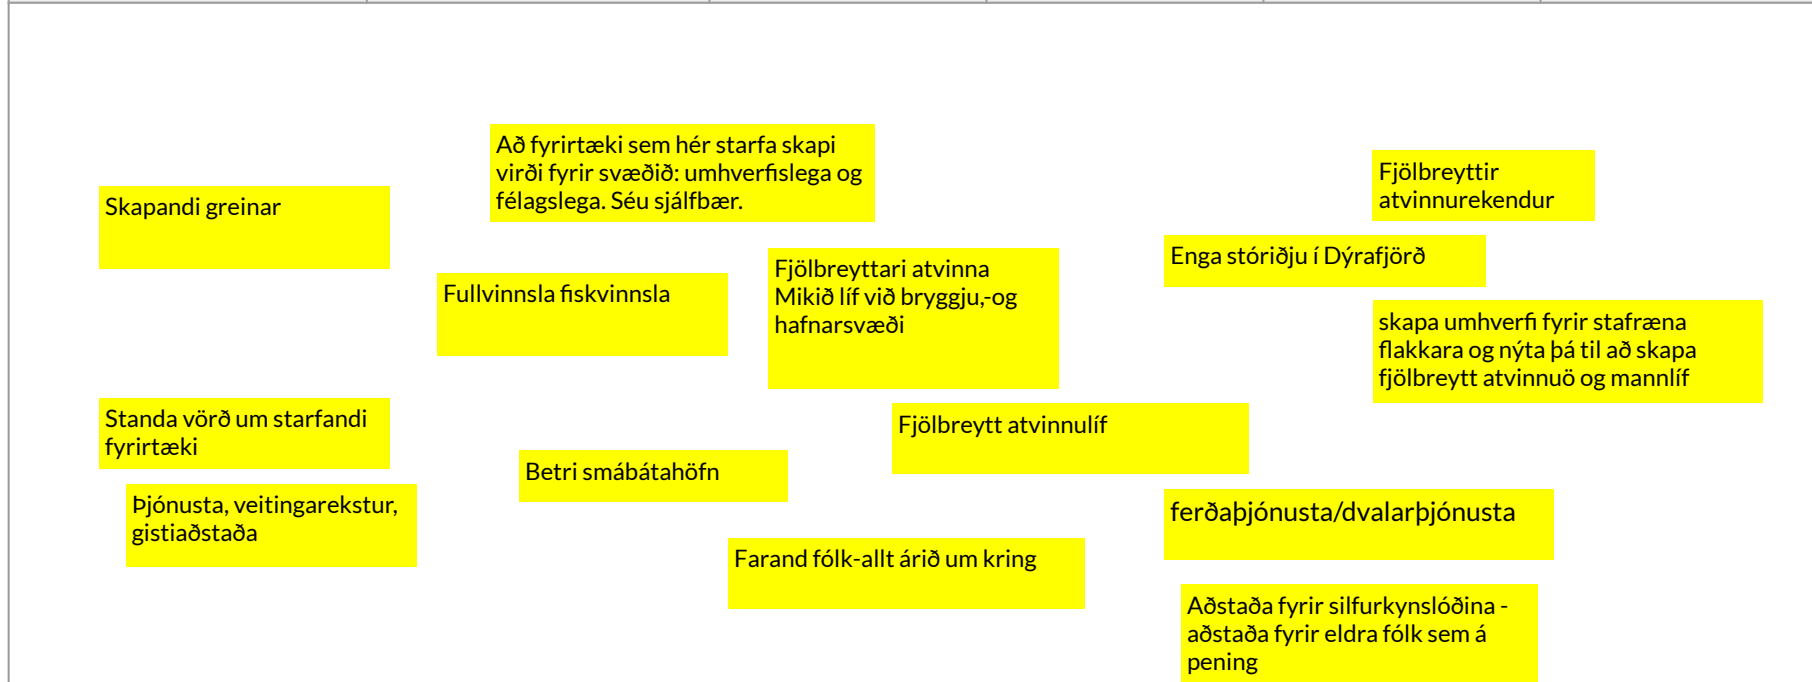 Að fyrirtæki sem hér starfa skapi
virði fyrir svæðið: umhverfislega og
félagslega. Séu sjálfbær.
Fjölbreyttir
atvinnurekendur
Skapandi greinar
Enga stóriðju í Dýrafjörð
Fjölbreyttari atvinna
Mikið líf við bryggju,-og
hafnarsvæði
Fullvinnsla fiskvinnsla
skapa umhverfi fyrir stafræna
flakkara og nýta þá til að skapa
fjölbreytt atvinnuö og mannlíf
Standa vörð um starfandi
fyrirtæki
Fjölbreytt atvinnulíf
Betri smábátahöfn
Þjónusta, veitingarekstur,
gistiaðstaða
ferðaþjónusta/dvalarþjónusta
Farand fólk-allt árið um kring
Aðstaða fyrir silfurkynslóðina -
aðstaða fyrir eldra fólk sem á
pening